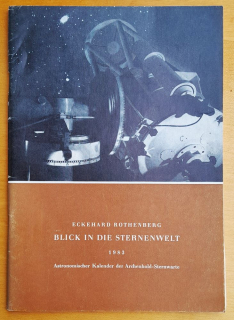 ECKEHARD ROTHENBERG
BLICK IN DIE STERNENWELT
1983
Astronomischer Kalender der Archenhold-Sternwarte